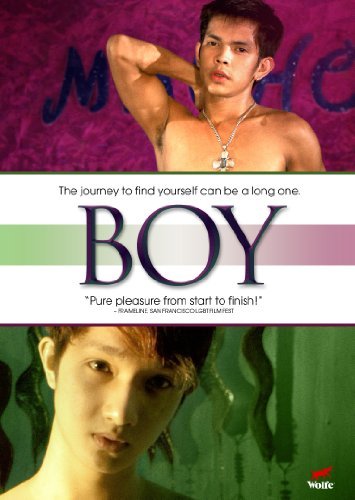 The journey to find yourself can be a long one.
BOY
"Pure pleasure from start to finish!"
- FRAMELINE, SAN FRANCISCO LGBT FILM FEST
Wolfe